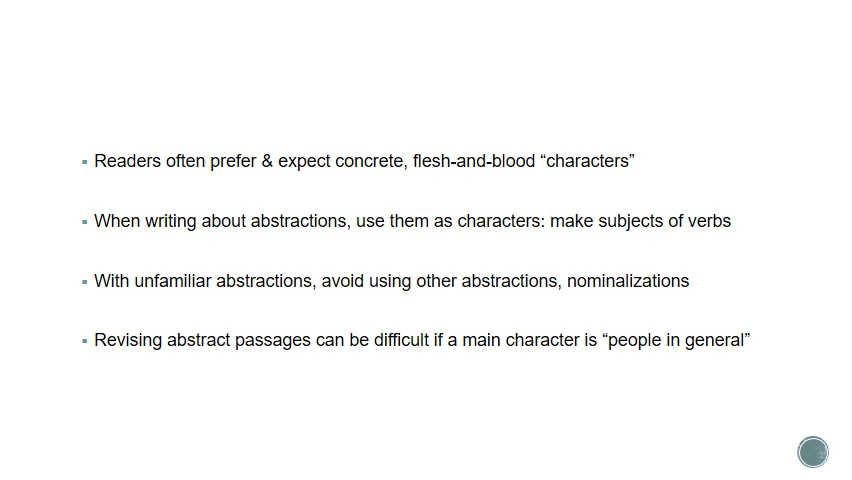 Readers often prefer & expect concrete, flesh-and-blood “characters”
When writing about abstractions, use them as characters: make subjects of verbs
With unfamiliar abstractions, avoid using other abstractions, nominalizations
Revising abstract passages can be difficult if a main character is “people in general”